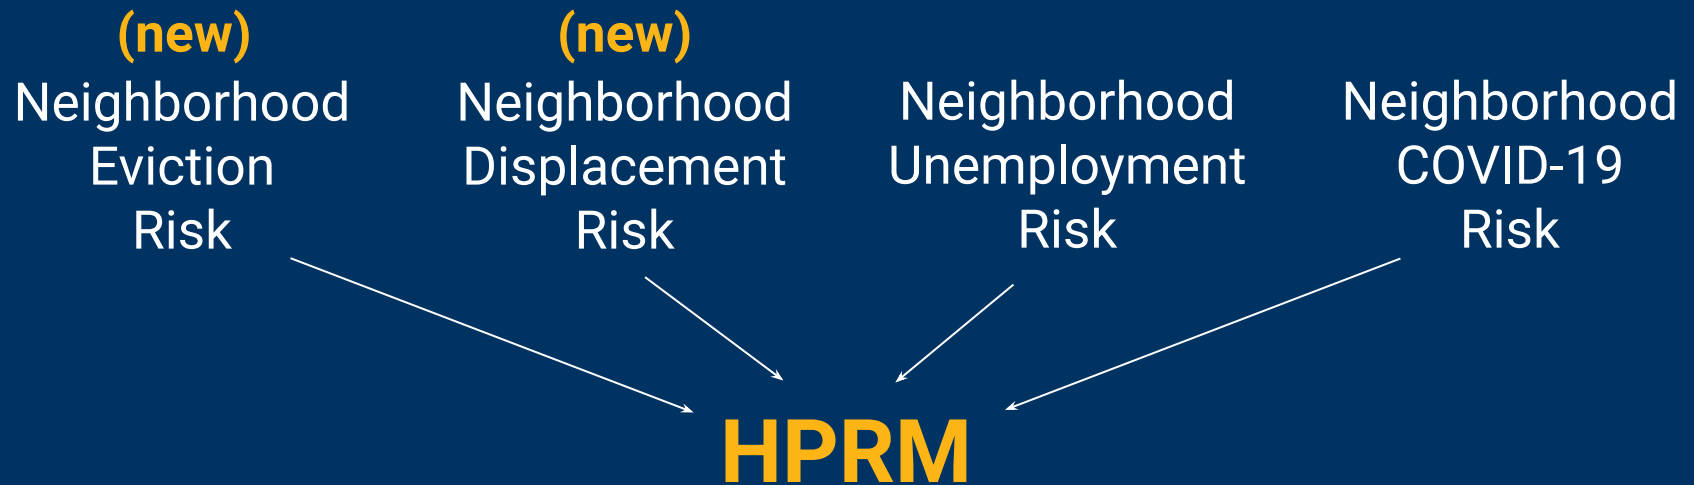 (new)
Neighborhood
Eviction
Risk
(new)
Neighborhood
Displacement
Risk
Neighborhood
Unemployment
Risk
Neighborhood
COVID-19
Risk
HPRM